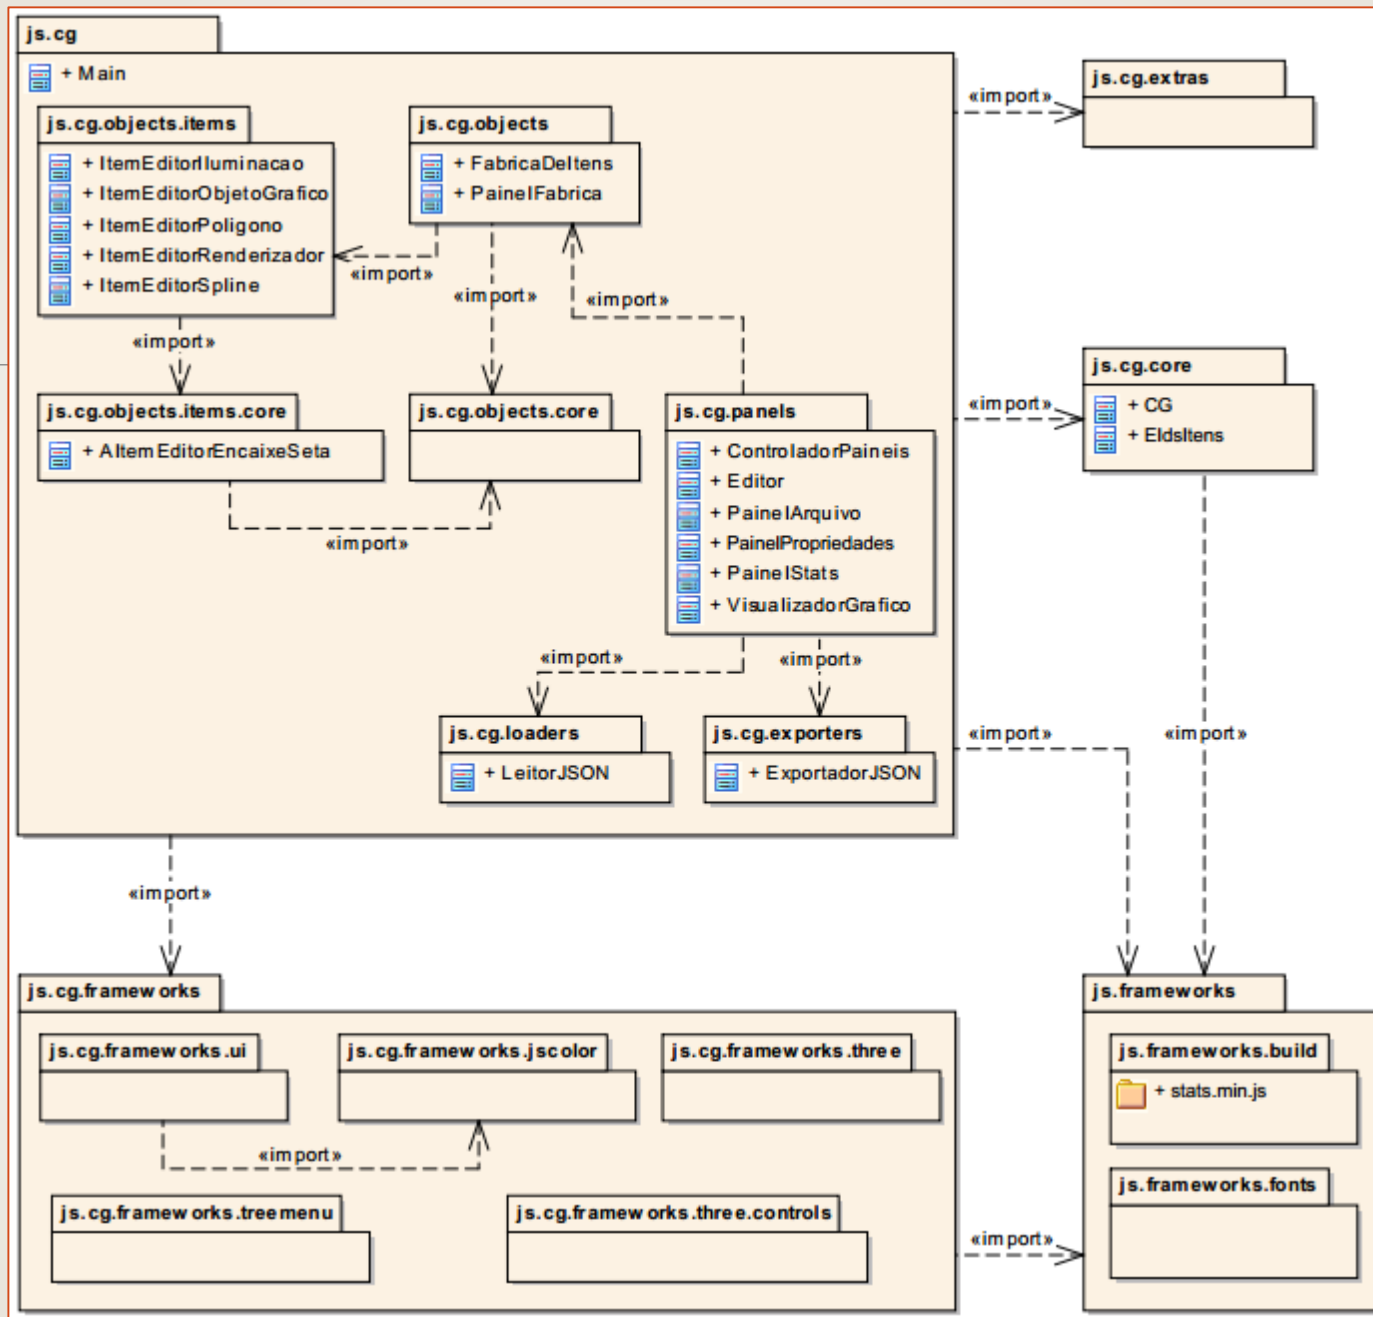 js.cg
+ Main
js.cg.objects.items
+ ItemEditorIluminacao
+ ItemEditorObjetoGrafico
+ ItemEditorPoligono
+ ItemEditorRenderizador
+ ItemEditorSpline
js.cg.objects
+ FabricaDeItens
+ PainelFabrica
«import»
«import»
«import»
«import»
js.cg.objects.items.core
+ AItemEditorEncaixeSeta
js.cg.objects.core
«import»
js.cg.panels
+ ControladorPaineis
+ Editor
+ PainelArquivo
+ PainelPropriedades
+ PainelStats
+ VisualizadorGrafico
«import»
«import»
js.cg.loaders
+ LeitorJSON
js.cg.exporters
+ ExportadorJSON
«import»
js.cg.extras
«import»
js.cg.core
+ CG
+ EIdsItens
«import»
«import»
«import»
js.cg.frameworks
js.cg.frameworks.ui
js.cg.frameworks.jscolor
js.cg.frameworks.three
«import»
js.cg.frameworks.treemenu
js.cg.frameworks.three.controls
«import»
js.frameworks
js.frameworks.build
+ stats.min.js
js.frameworks.fonts